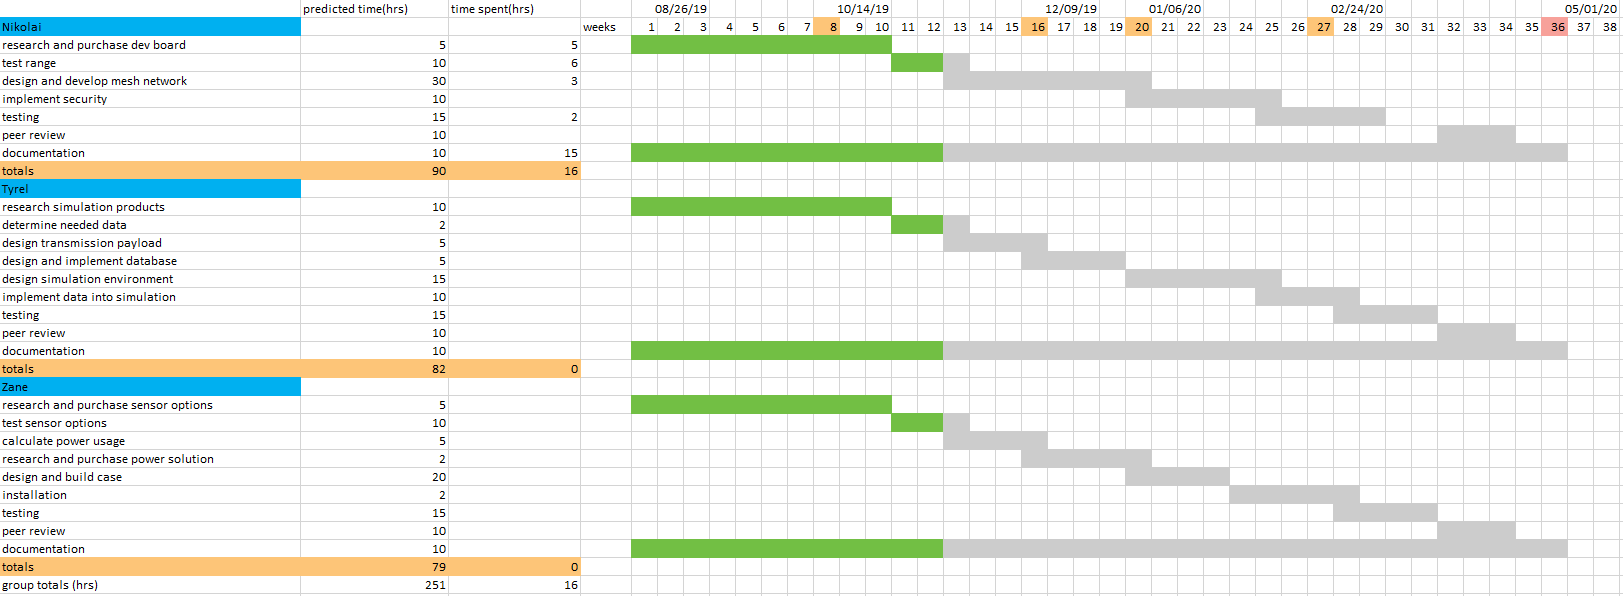 predicted time(hrs) time spent(hrs) 08/26/19 10/14/19 12/09/19 01/06/20 02/24/20 05/01/20
Nikolai weeks 1 2 3 4 5 6 7 8 9 10 11 12 13 14 15 16 17 18 19 20 21 22 23 24 25 26 27 28 29 30 31 32 33 34 35 36 37 38
research and purchase dev board 5 5
test range 10 6
design and develop mesh network 30 3
implement security 10
testing 15 2
peer review 10
documentation 10 15
totals 90 16
Tyrel
research simulation products 10
determine needed data 2
design transmission payload 5
design and implement database 5
design simulation environment 15
implement data into simulation 10
testing 15
peer review 10
documentation 10
totals 82 0
Zane
research and purchase sensor options 5
test sensor options 10
calculate power usage 5
research and purchase power solution 2
design and build case 20
installation 2
testing 15
peer review 10
documentation 10
totals 79 0
group totals (hrs) 251 16